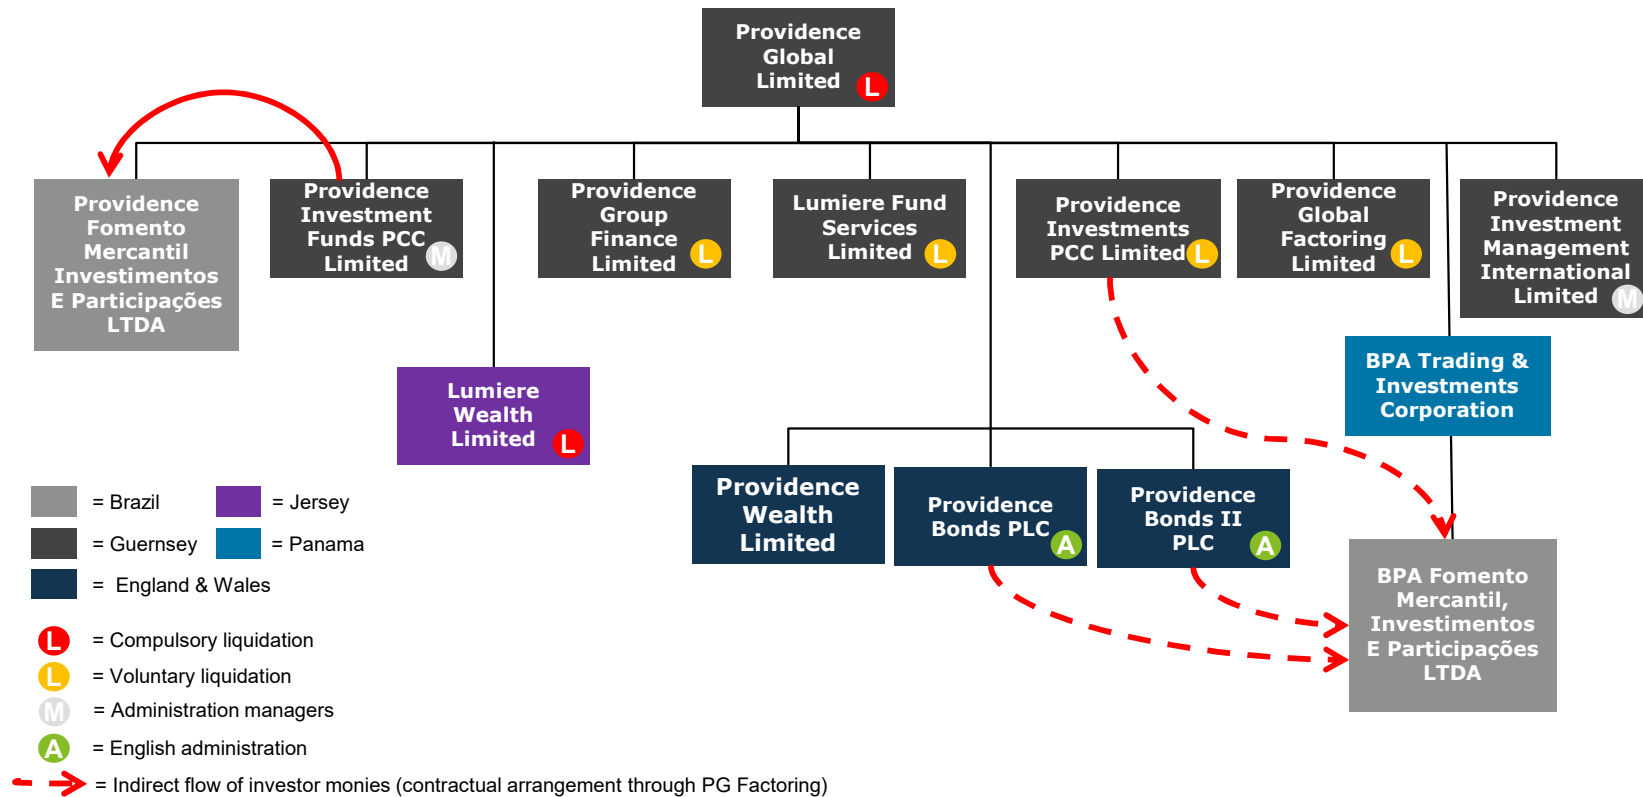 Providence
Global
Limited
L
Providence
Fomento
Mercantil
Investimentos
E Participações
LTDA
Providence
Investment
Funds PCC
Limited
M
Providence
Group
Finance
Limited
L
Lumiere Fund
Services
Limited
L
Providence
Investments
PCC Limited
L
Providence
Global
Factoring
Limited
L
Providence
Investment
Management
International
Limited
M
Lumiere
Wealth
Limited
L
BPA Trading &
Investments
Corporation
Providence
Wealth
Limited
Providence
Bonds PLC
A
Providence
Bonds II
PLC
A
BPA Fomento
Mercantil,
Investimentos
E Participações
LTDA
= Brazil
= Jersey
= Guernsey
= Panama
= England & Wales
L = Compulsory liquidation
L = Voluntary liquidation
M = Administration managers
A = English administration
= Indirect flow of investor monies (contractual arrangement through PG Factoring)